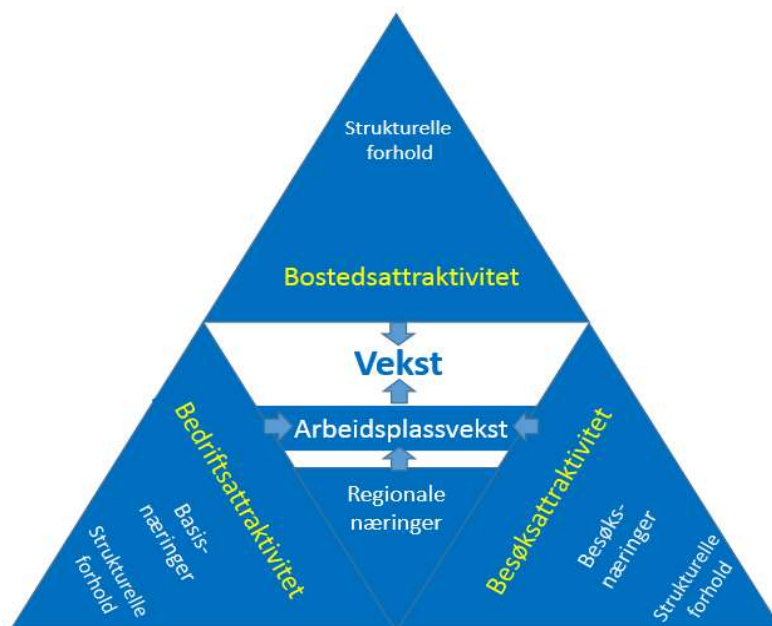 Strukturelle
forhold
Bostedsattraktivitet
Vekst
Arbeidsplassvekst
Regionale
næringer
Bedriftsattraktivitet
Basis-
næringer
Strukturelle
forhold
Besøksattraktivitet
Besøks-
næringer
Strukturelle
forhold